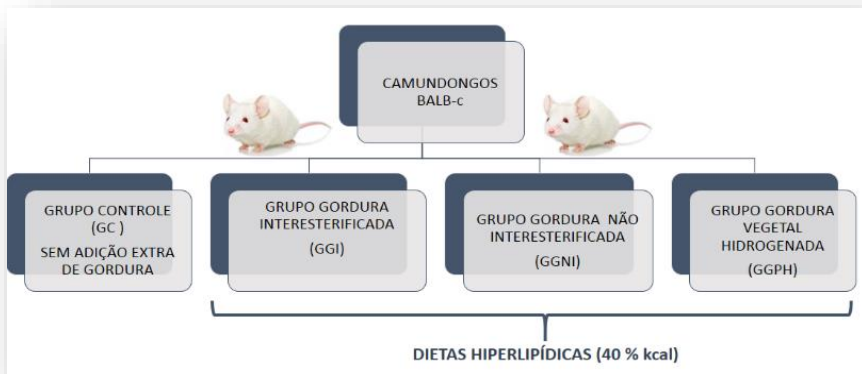 CAMUNDONGOS
BALB-c
GRUPO CONTROLE
(GC )
SEM ADIÇÃO EXTRA
DE GORDURA
GRUPO GORDURA
INTERESTERIFICADA
(GGI)
GRUPO GORDURA NÃO
INTERESTERIFICADA
(GGNI)
GRUPO GORDURA
VEGETAL
HIDROGENADA
(GGPH)
DIETAS HIPERLIPÍDICAS (40 % kcal)